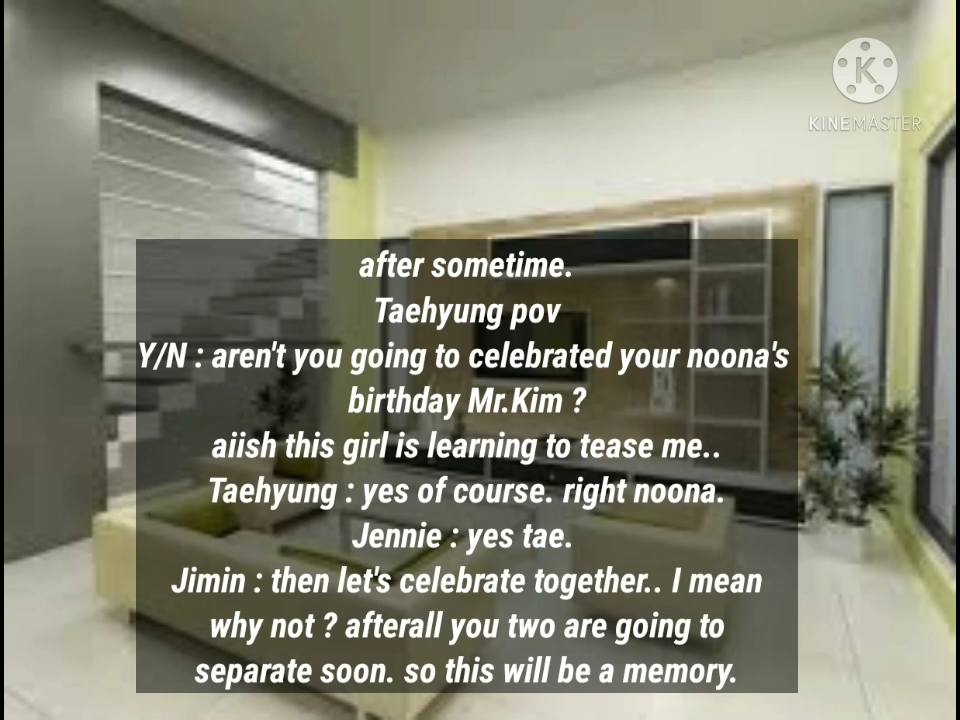 KINEMASTER
after sometime.
Taehyung pov
Y/N : aren't you going to celebrated your noona's
birthday Mr.Kim ?
aiish this girl is learning to tease me..
Taehyung : yes of course. right noona.
Jennie : yes tae.
Jimin : then let's celebrate together.. I mean
why not ? afterall you two are going to
separate soon. so this will be a memory.